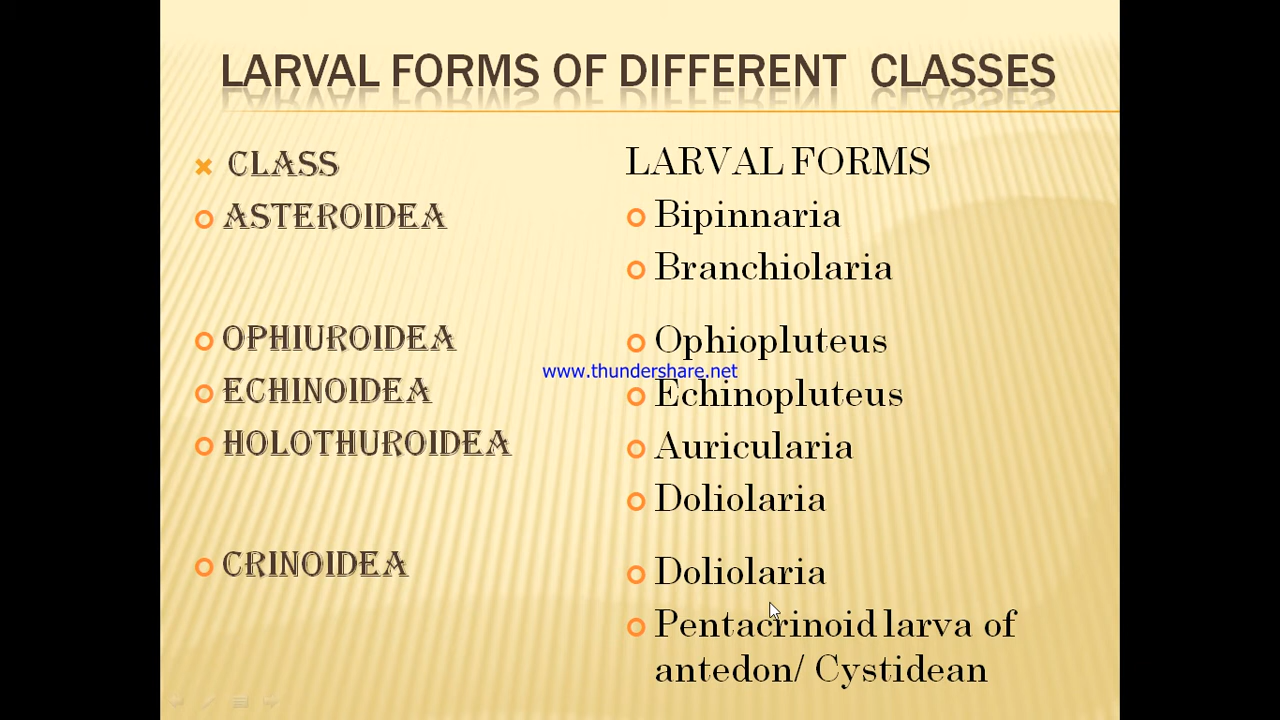 LARVAL FORMS OF DIFFERENT CLASSES
CLASS
ASTEROIDEA
OPHIUROIDEA
ECHINOIDEA
HOLOTHUROIDEA
CRINOIDEA
LARVAL FORMS
Bipinnaria
Branchiolaria
Ophiopluteus
www.thundershare.net
Echinopluteus
Auricularia
Doliolaria
Doliolaria
Pentacrinoid larva of
antedon/ Cystidean